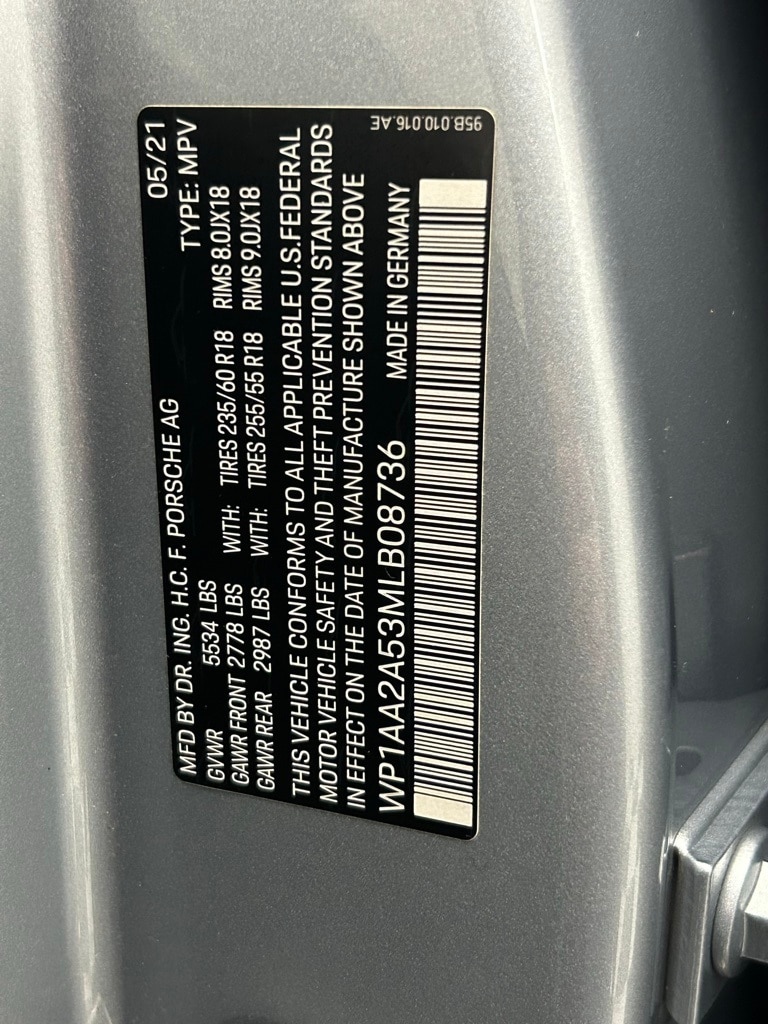 MFD BY DR. ING. H.C. F. PORSCHE AG 05/21
GVWR 5534 LBS TYPE: MPV
GAWR FRONT 2778 LBS WITH: TIRES 235/60 R18 RIMS 8.0JX18
GAWR REAR 2987 LBS WITH: TIRES 255/55 R18 RIMS 9.0JX18
THIS VEHICLE CONFORMS TO ALL APPLICABLE U.S.FEDERAL
MOTOR VEHICLE SAFETY AND THEFT PREVENTION STANDARDS
IN EFFECT ON THE DATE OF MANUFACTURE SHOWN ABOVE
WP1AA2A53MLB08736 MADE IN GERMANY
95B.010.016.AE